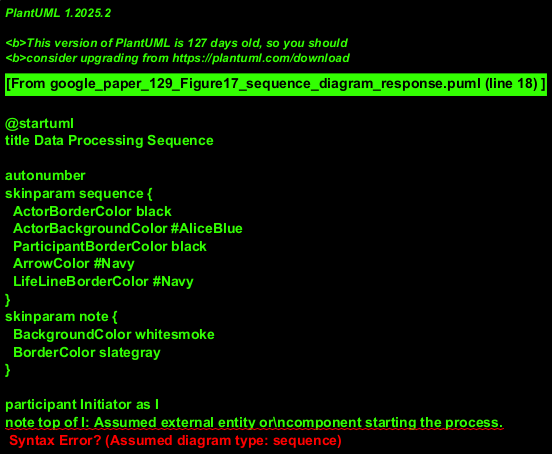 PlantUML 1.2025.2
<b>This version of PlantUML is 127 days old, so you should
<b>consider upgrading from https://plantuml.com/download
[From google_paper_129_Figure17_sequence_diagram_response.puml (line 18) ]
@startuml
title Data Processing Sequence
autonumber
skinparam sequence {
ActorBorderColor black
ActorBackgroundColor #AliceBlue
ParticipantBorderColor black
ArrowColor #Navy
LifeLineBorderColor #Navy
}
skinparam note {
BackgroundColor whitesmoke
BorderColor slategray
}
participant Initiator as I
note top of I: Assumed external entity or\ncomponent starting the process.
Syntax Error? (Assumed diagram type: sequence)